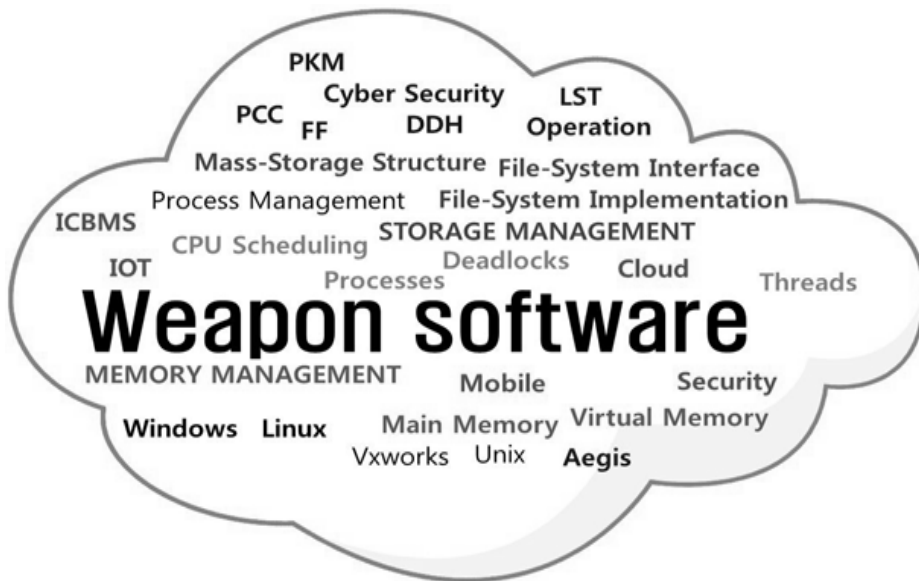 PKM
Cyber Security
LST
PCC
FF
DDH
Operation
Mass-Storage Structure
File-System Interface
Process Management
File-System Implementation
ICBMS
STORAGE MANAGEMENT
CPU Scheduling
Deadlocks
IOT
Cloud
Processes
Threads
Weapon software
MEMORY MANAGEMENT
Mobile
Security
Windows
Linux
Main Memory
Virtual Memory
Vxworks
Unix
Aegis